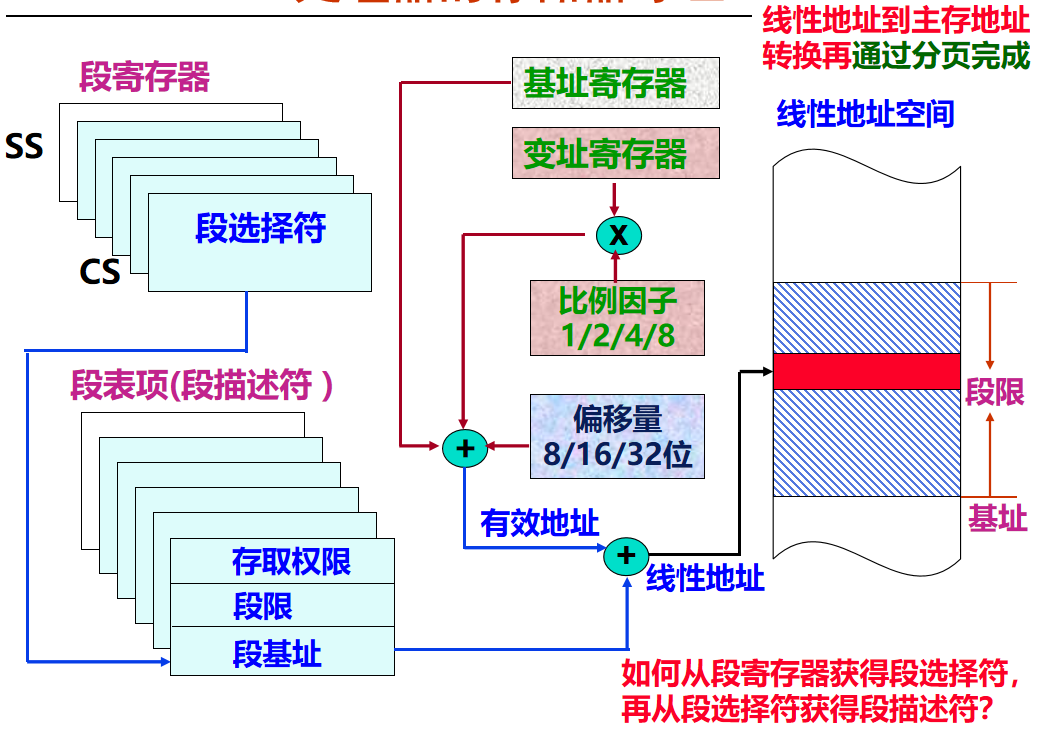 线性地址到主存地址
转换再通过分页完成
段寄存器
SS
段选择符
CS
基址寄存器
变址寄存器
X
比例因子
1/2/4/8
偏移量
8/16/32位
+
有效地址
+
线性地址
线性地址空间
段限
基址
段表项(段描述符 )
存取权限
段限
段基址
如何从段寄存器获得段选择符，
再从段选择符获得段描述符?